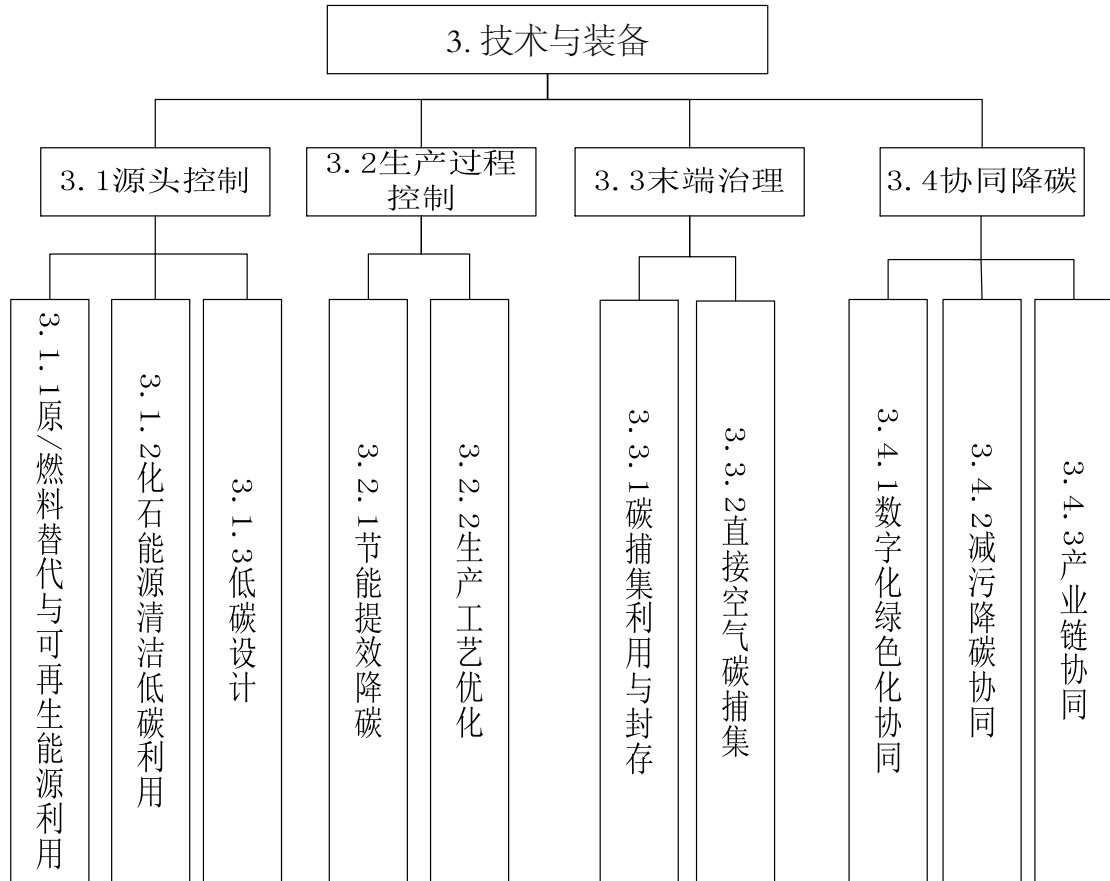 3.技术与装备
3.1源头控制
3.2生产过程
控制
3.3末端治理
3.4协同降碳
3.1.1原/燃料替代与可再生能源利用
3.1.2化石能源清洁低碳利用
3.1.3低碳设计
3.2.1节能提效降碳
3.2.2生产工艺优化
3.3.1碳捕集利用与封存
3.3.2直接空气碳捕集
3.4.1数字化绿色化协同
3.4.2减污降碳协同
3.4.3产业链协同